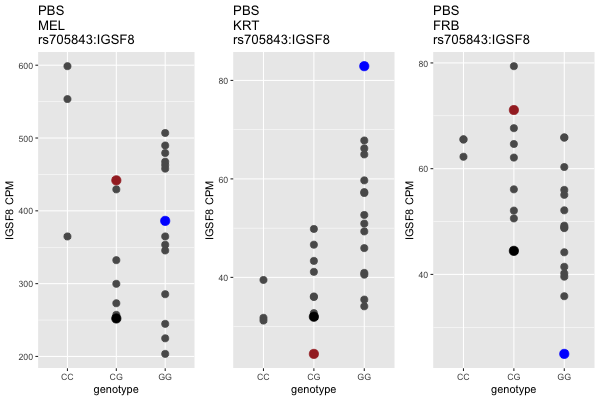 PBS
MEL
rs705843:IGSF8
600
500
400
300
200
IGSF8 CPM
CC CG GG
genotype
PBS
KRT
rs705843:IGSF8
80
60
40
IGSF8 CPM
CC CG GG
genotype
PBS
FRB
rs705843:IGSF8
80
60
40
IGSF8 CPM
CC CG GG
genotype